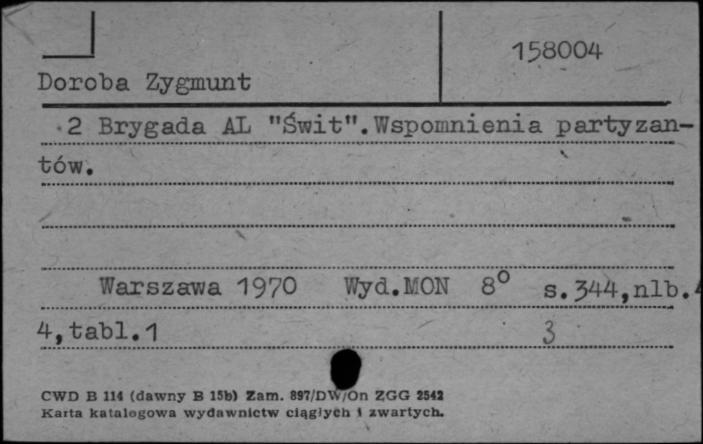 158004
Doroba Zygmunt
2 Brygada AL "Świt".Wspomnienia partyzan-
tów.
Warszawa 1970 Wyd.MON 8° s.344,nlb.4
4,tabl.1 3
CWD B 114 (dawny B 15b) Zam. 897/DW/On ZGG 2542
Karta katalogowa wydawnictw ciągłych i zwartych.